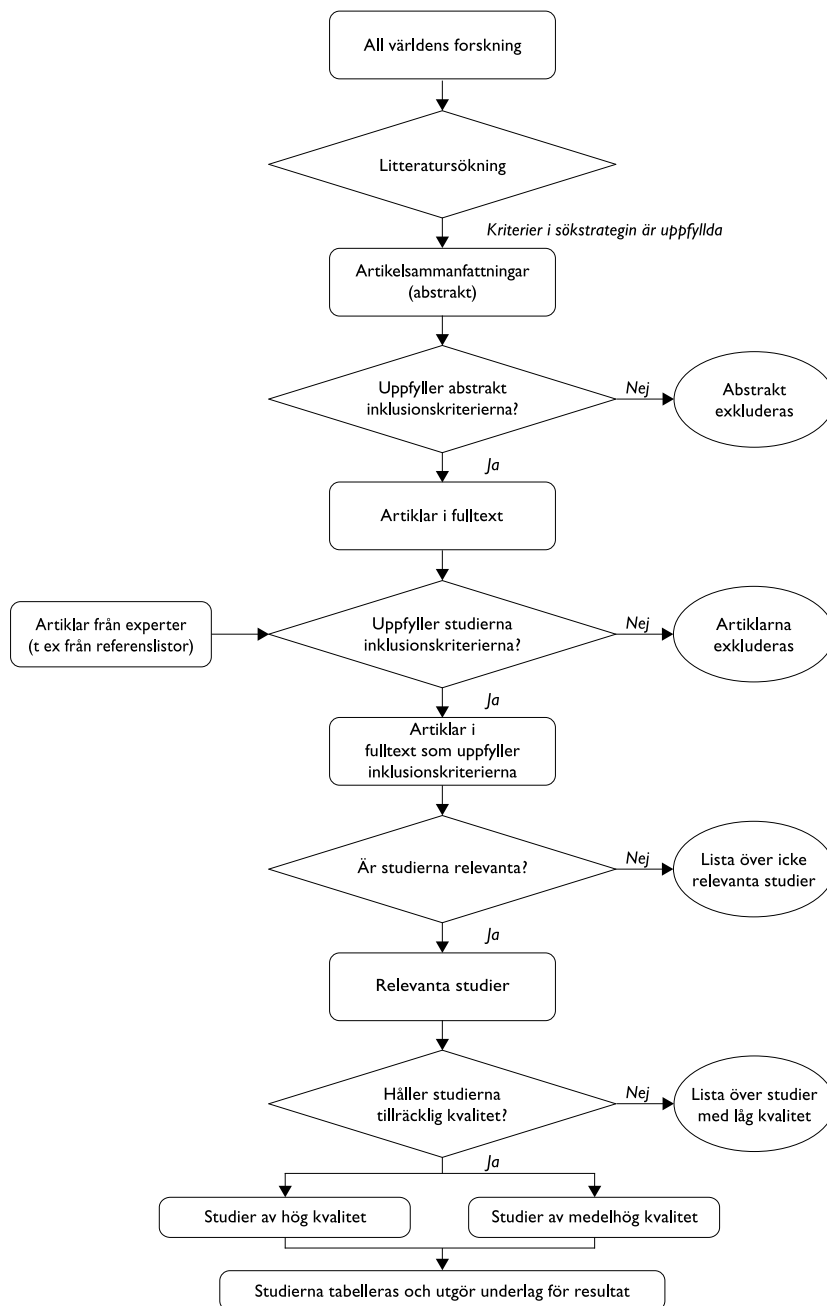 All världens forskning
Litteratursökning
Kriterier i sökstrategin är uppfyllda
Artikelsammanfattningar
(abstrakt)
Uppfyller abstrakt
inklusionskriterierna?
Nej
Abstrakt
exkluderas
Ja
Artiklar i fulltext
Artiklar från experter
(t ex från referenslistor)
Uppfyller studierna
inklusionskriterierna?
Nej
Artiklarna
exkluderas
Ja
Artiklar i
fulltext som uppfyller
inklusionskriterierna
Är studierna relevanta?
Nej
Lista över icke
relevanta studier
Ja
Relevanta studier
Håller studierna
tillräcklig kvalitet?
Nej
Lista över studier
med låg kvalitet
Ja
Studier av hög kvalitet
Studier av medelhög kvalitet
Studierna tabelleras och utgör underlag för resultat